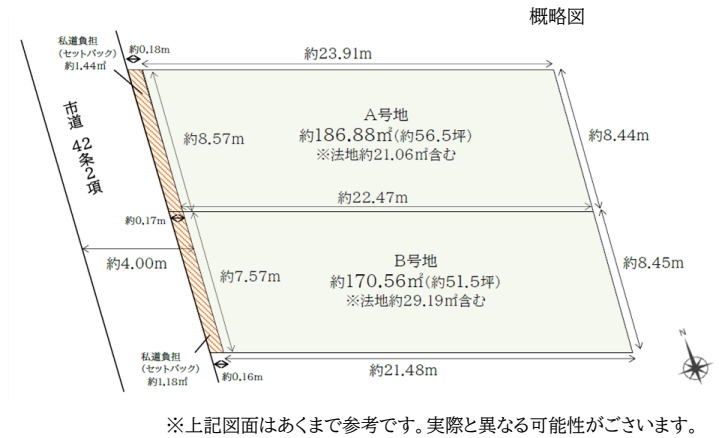 概略図
私道負担
(セットバック)
約1.44㎡
約0.18m
約23.91m
市道 42条2項
約8.57m
A号地
約186.88㎡(約56.5坪)
※法地約21.06㎡含む
約8.44m
約22.47m
約0.17m
約4.00m
約7.57m
B号地
約170.56㎡(約51.5坪)
※法地約29.19㎡含む
約8.45m
私道負担
(セットバック)
約1.18㎡
約0.16m
約21.48m
N
※上記図面はあくまで参考です。実際と異なる可能性がごさいます。